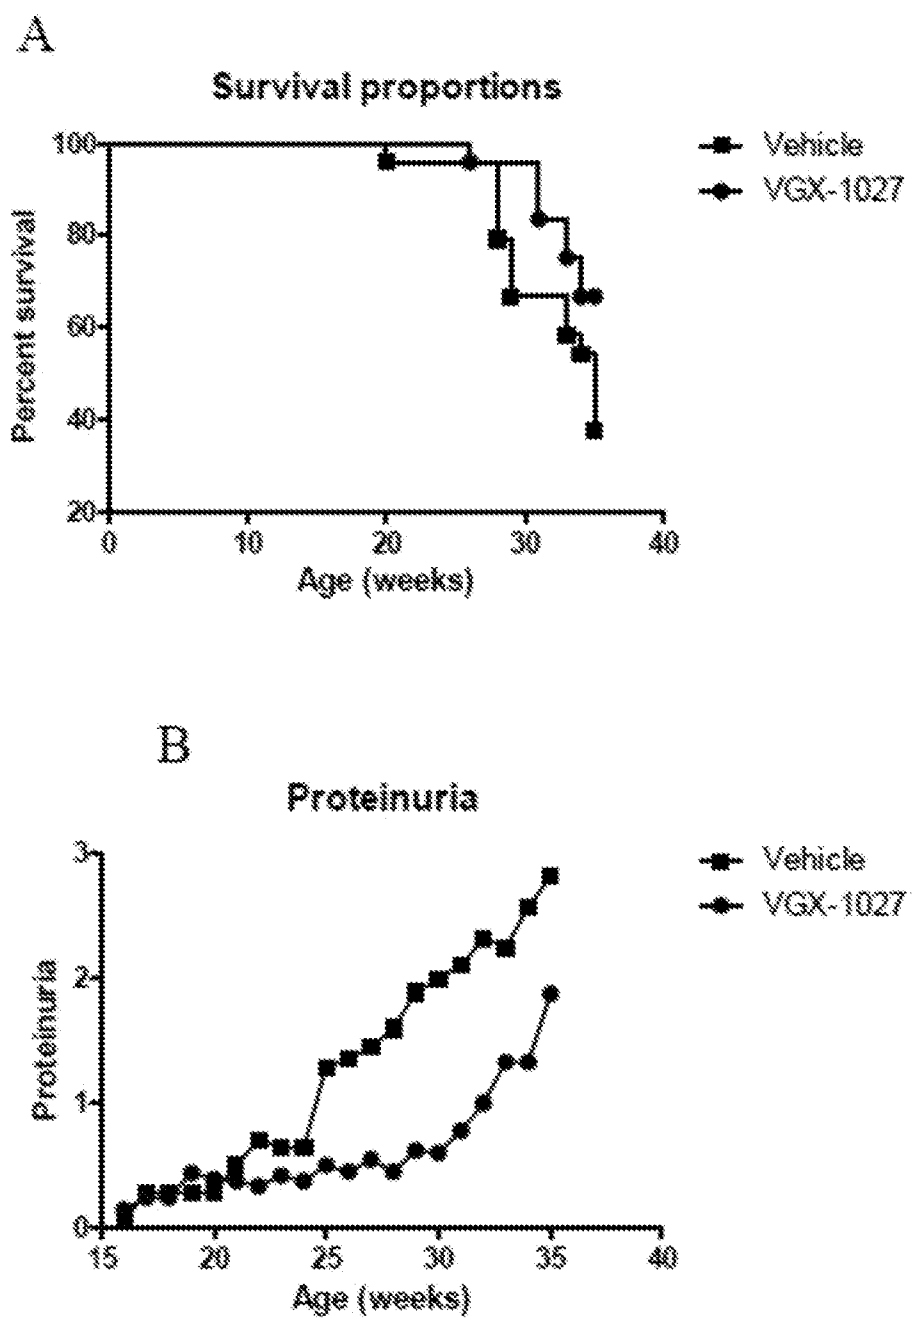 A
Survival proportions
Vehicle
VGX-1027
Percent survival
100
80
60
40
20
0 10 20 30 40
Age (weeks)
B
Proteinuria
Vehicle
VGX-1027
Proteinuria
3
2
1
0
15 20 25 30 35 40
Age (weeks)